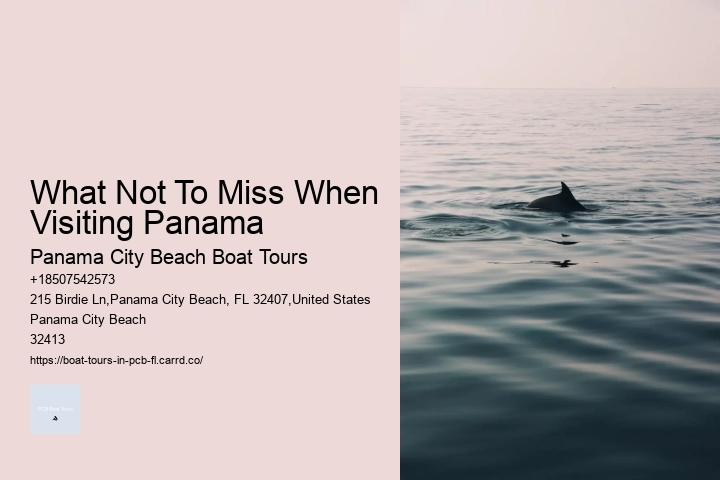 What Not To Miss When
Visiting Panama
Panama City Beach Boat Tours
+18507542573
215 Birdie Ln,Panama City Beach, FL 32407,United States
Panama City Beach
32413
https://boat-tours-in-pcb-fl.carrd.co/